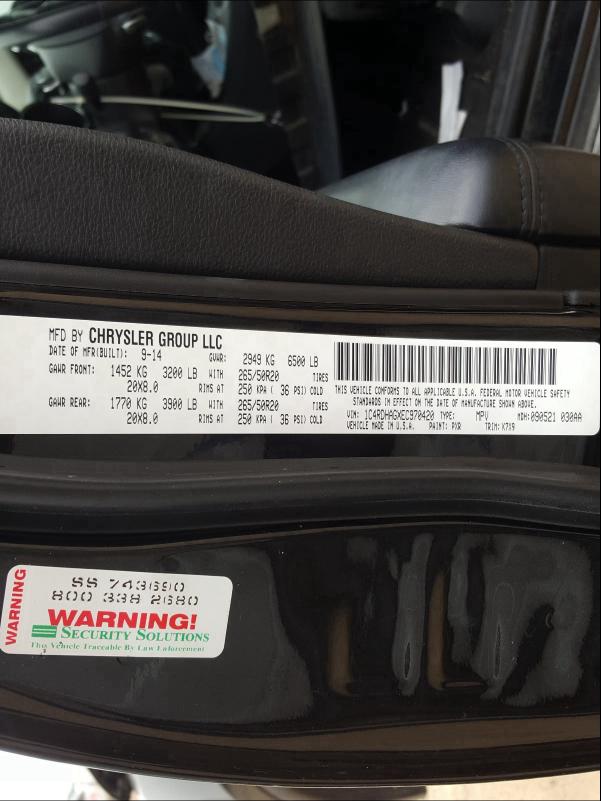 MFD BY CHRYSLER GROUP LLC
DATE OF MFR(BUILT): 9-14 GVWR: 2949 KG 6500 LB
GAWR FRONT: 1452 KG 3200 LB WITH 265/50R20 TIRES
20X8.0 RIMS AT 250 KPA ( 36 PSI) COLD
GAWR REAR: 1770 KG 3900 LB WITH 265/50R20 TIRES
20X8.0 RIMS AT 250 KPA ( 36 PSI) COLD
THIS VEHICLE CONFORMS TO ALL APPLICABLE U.S.A. FEDERAL MOTOR VEHICLE SAFETY
STANDARDS IN EFFECT ON THE DATE OF MANUFACTURE SHOWN ABOVE.
VIN: 1C4RDHAGXEC970420 TYPE: MPV MDH: 090521 030AA
VEHICLE MADE IN U.S.A. PAINT: PXR TRIM: K7X9
WARNING
SS 743690
800 338 2680
WARNING!
SECURITY SOLUTIONS
This Vehicle Traceable By Law Enforcement